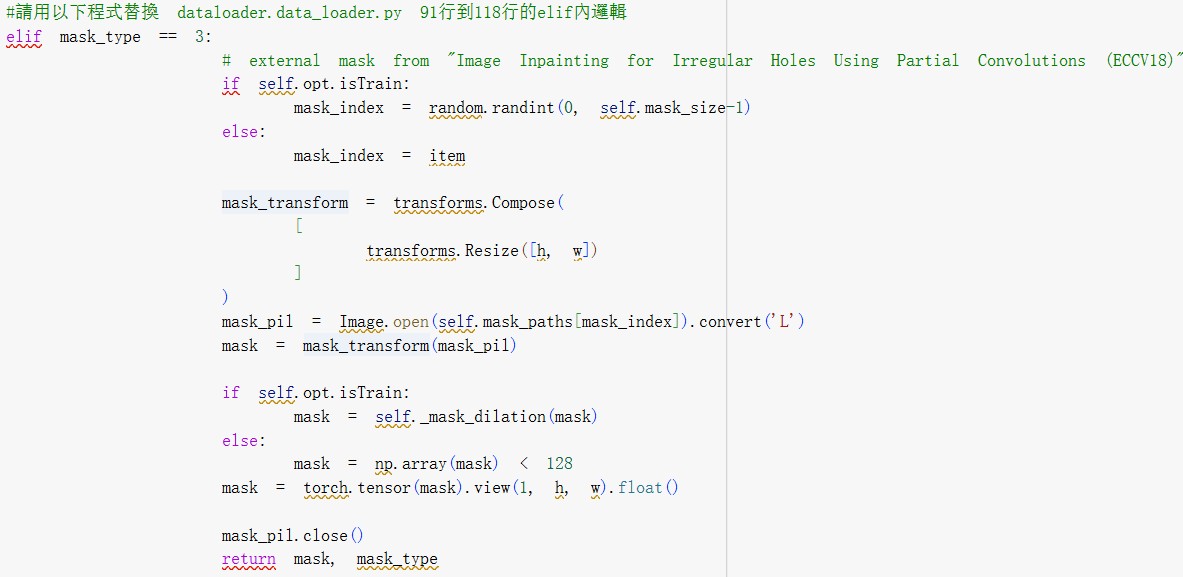 #請用以下程式替換 dataloader.data_loader.py 91行到118行的elif內邏輯
elif mask_type == 3:
# external mask from "Image Inpainting for Irregular Holes Using Partial Convolutions (ECCV18)"
if self.opt.isTrain:
mask_index = random.randint(0, self.mask_size-1)
else:
mask_index = item
mask_transform = transforms.Compose(
[
transforms.Resize([h, w])
]
)
mask_pil = Image.open(self.mask_paths[mask_index]).convert('L')
mask = mask_transform(mask_pil)
if self.opt.isTrain:
mask = self._mask_dilation(mask)
else:
mask = np.array(mask) < 128
mask = torch.tensor(mask).view(1, h, w).float()
mask_pil.close()
return mask, mask_type